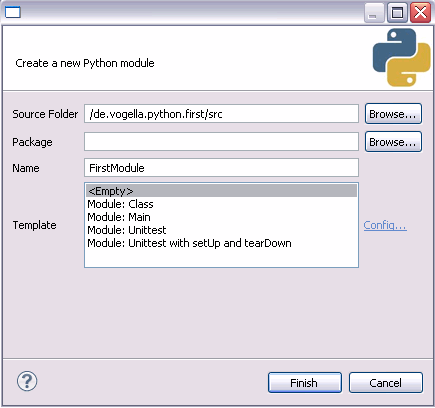 Create a new Python module
Source Folder /de.vogella.python.first/src Browse...
Package Browse...
Name FirstModule
<Empty>
Module: Class
Module: Main
Module: Unittest
Template Config...
Module: Unittest with setUp and tearDown
? Finish Cancel